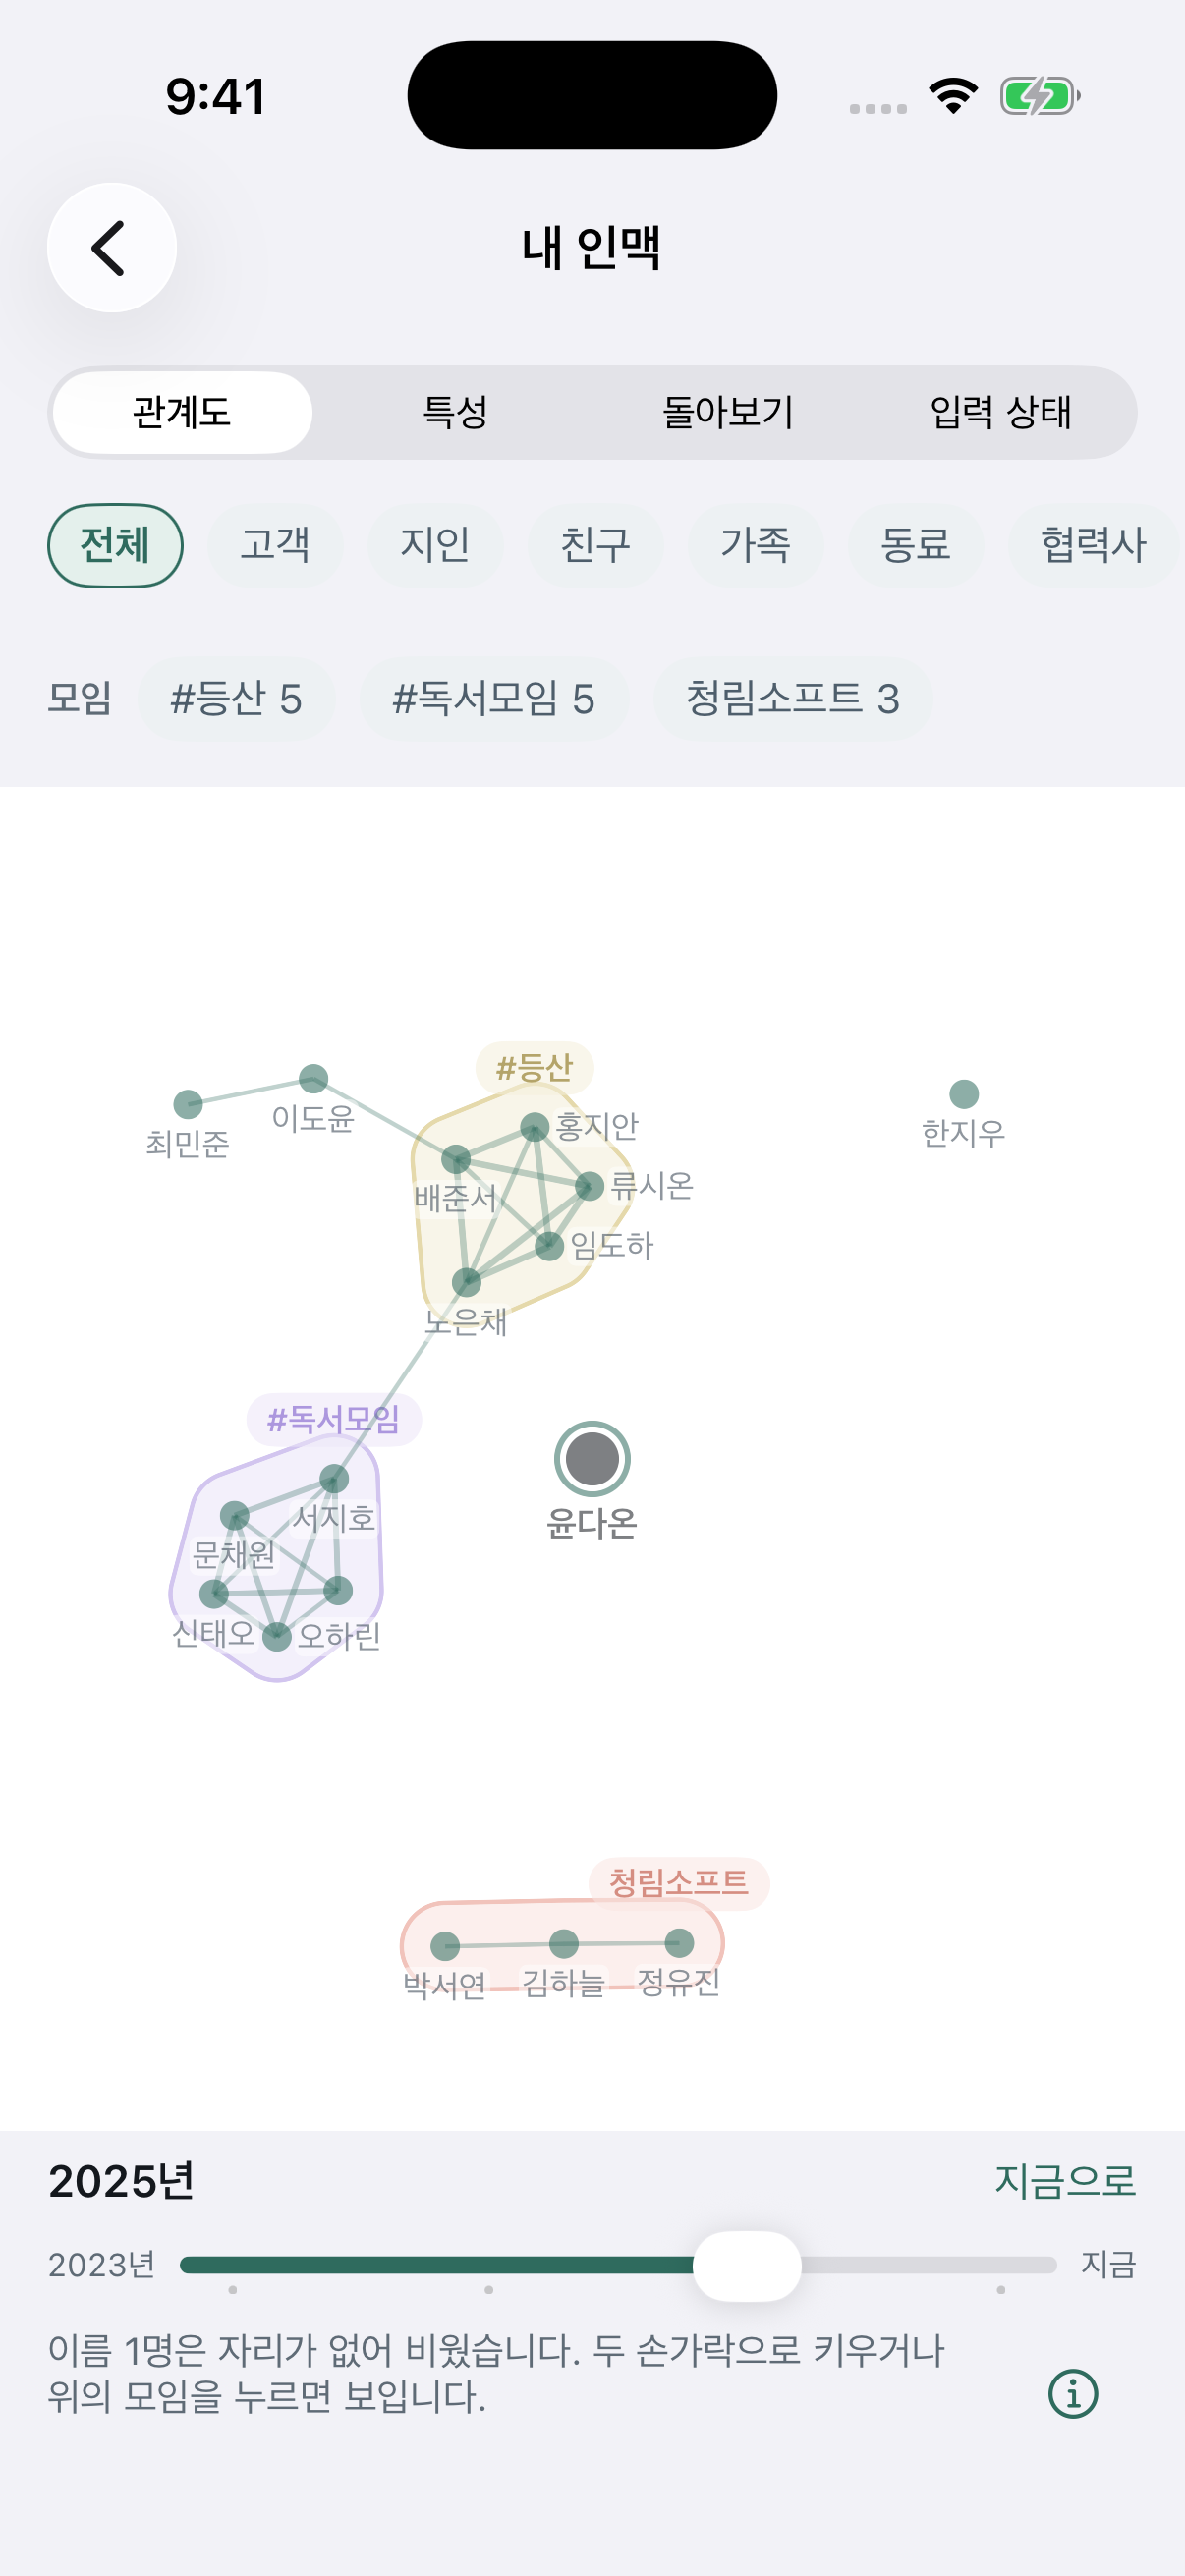 9:41
내 인맥
관계도 특성 돌아보기 입력 상태
전체 고객 지인 친구 가족 동료 협력사
모임 #등산 5 #독서모임 5 청림소프트 3
#등산
이도윤
최민준
홍지안
한지우
배준서
류시온
임도하
노은채
#독서모임
서지호
윤다온
문채원
신태오
오하린
청림소프트
박서연 김하늘 정유진
2025년 지금으로
2023년 지금
이름 1명은 자리가 없어 비웠습니다. 두 손가락으로 키우거나
위의 모임을 누르면 보입니다.